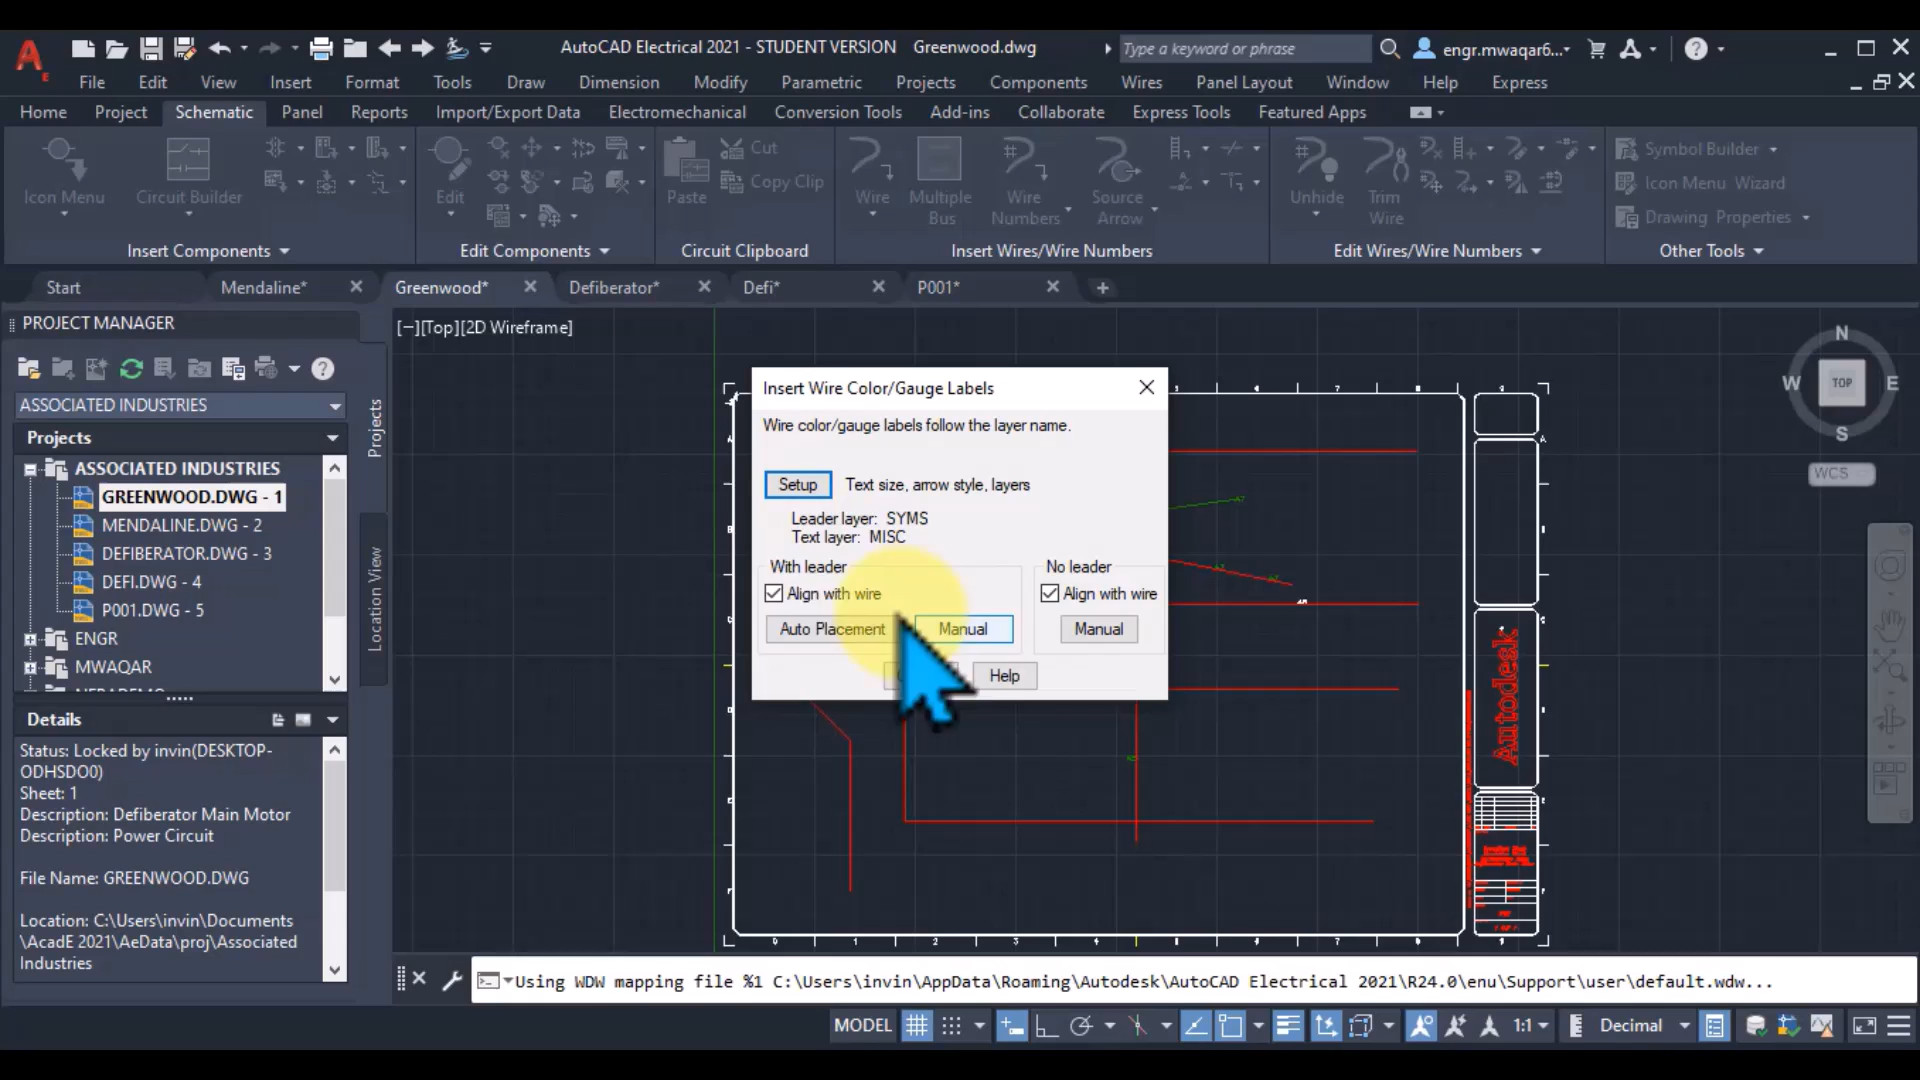 AutoCAD Electrical 2021 - STUDENT VERSION Greenwood.dwg
Type a keyword or phrase
engr.mwaqar6...
File Edit View Insert Format Tools Draw Dimension Modify Parametric Projects Components Wires Panel Layout Window Help Express
Home Project Schematic Panel Reports Import/Export Data Electromechanical Conversion Tools Add-ins Collaborate Express Tools Featured Apps
Icon Menu
Circuit Builder
Edit
Paste
Cut
Copy Clip
Wire
Multiple Bus
Wire Numbers
Source Arrow
Unhide
Trim Wire
Symbol Builder
Icon Menu Wizard
Drawing Properties
Insert Components
Edit Components
Circuit Clipboard
Insert Wires/Wire Numbers
Edit Wires/Wire Numbers
Other Tools
Start
Mendaline*
Greenwood*
Defiberator*
Defi*
P001*
PROJECT MANAGER
ASSOCIATED INDUSTRIES
Projects
ASSOCIATED INDUSTRIES
GREENWOOD.DWG - 1
MENDALINE.DWG - 2
DEFIBERATOR.DWG - 3
DEFI.DWG - 4
P001.DWG - 5
ENGR
MWAQAR
Projects
Location View
Details
Status: Locked by invin(DESKTOP-
ODHSDO0)
Sheet: 1
Description: Defiberator Main Motor
Description: Power Circuit
File Name: GREENWOOD.DWG
Location: C:\Users\invin\Documents
\AcadE 2021\AeData\proj\Associated
Industries
[−][Top][2D Wireframe]
N
W
TOP
E
S
WCS
Insert Wire Color/Gauge Labels
Wire color/gauge labels follow the layer name.
Setup
Text size, arrow style, layers
Leader layer: SYMS
Text layer: MISC
With leader
Align with wire
Auto Placement
Manual
No leader
Align with wire
Manual
Help
Autodesk
Using WDW mapping file %1 C:\Users\invin\AppData\Roaming\Autodesk\AutoCAD Electrical 2021\R24.0\enu\Support\user\default.wdw...
MODEL
1:1
Decimal